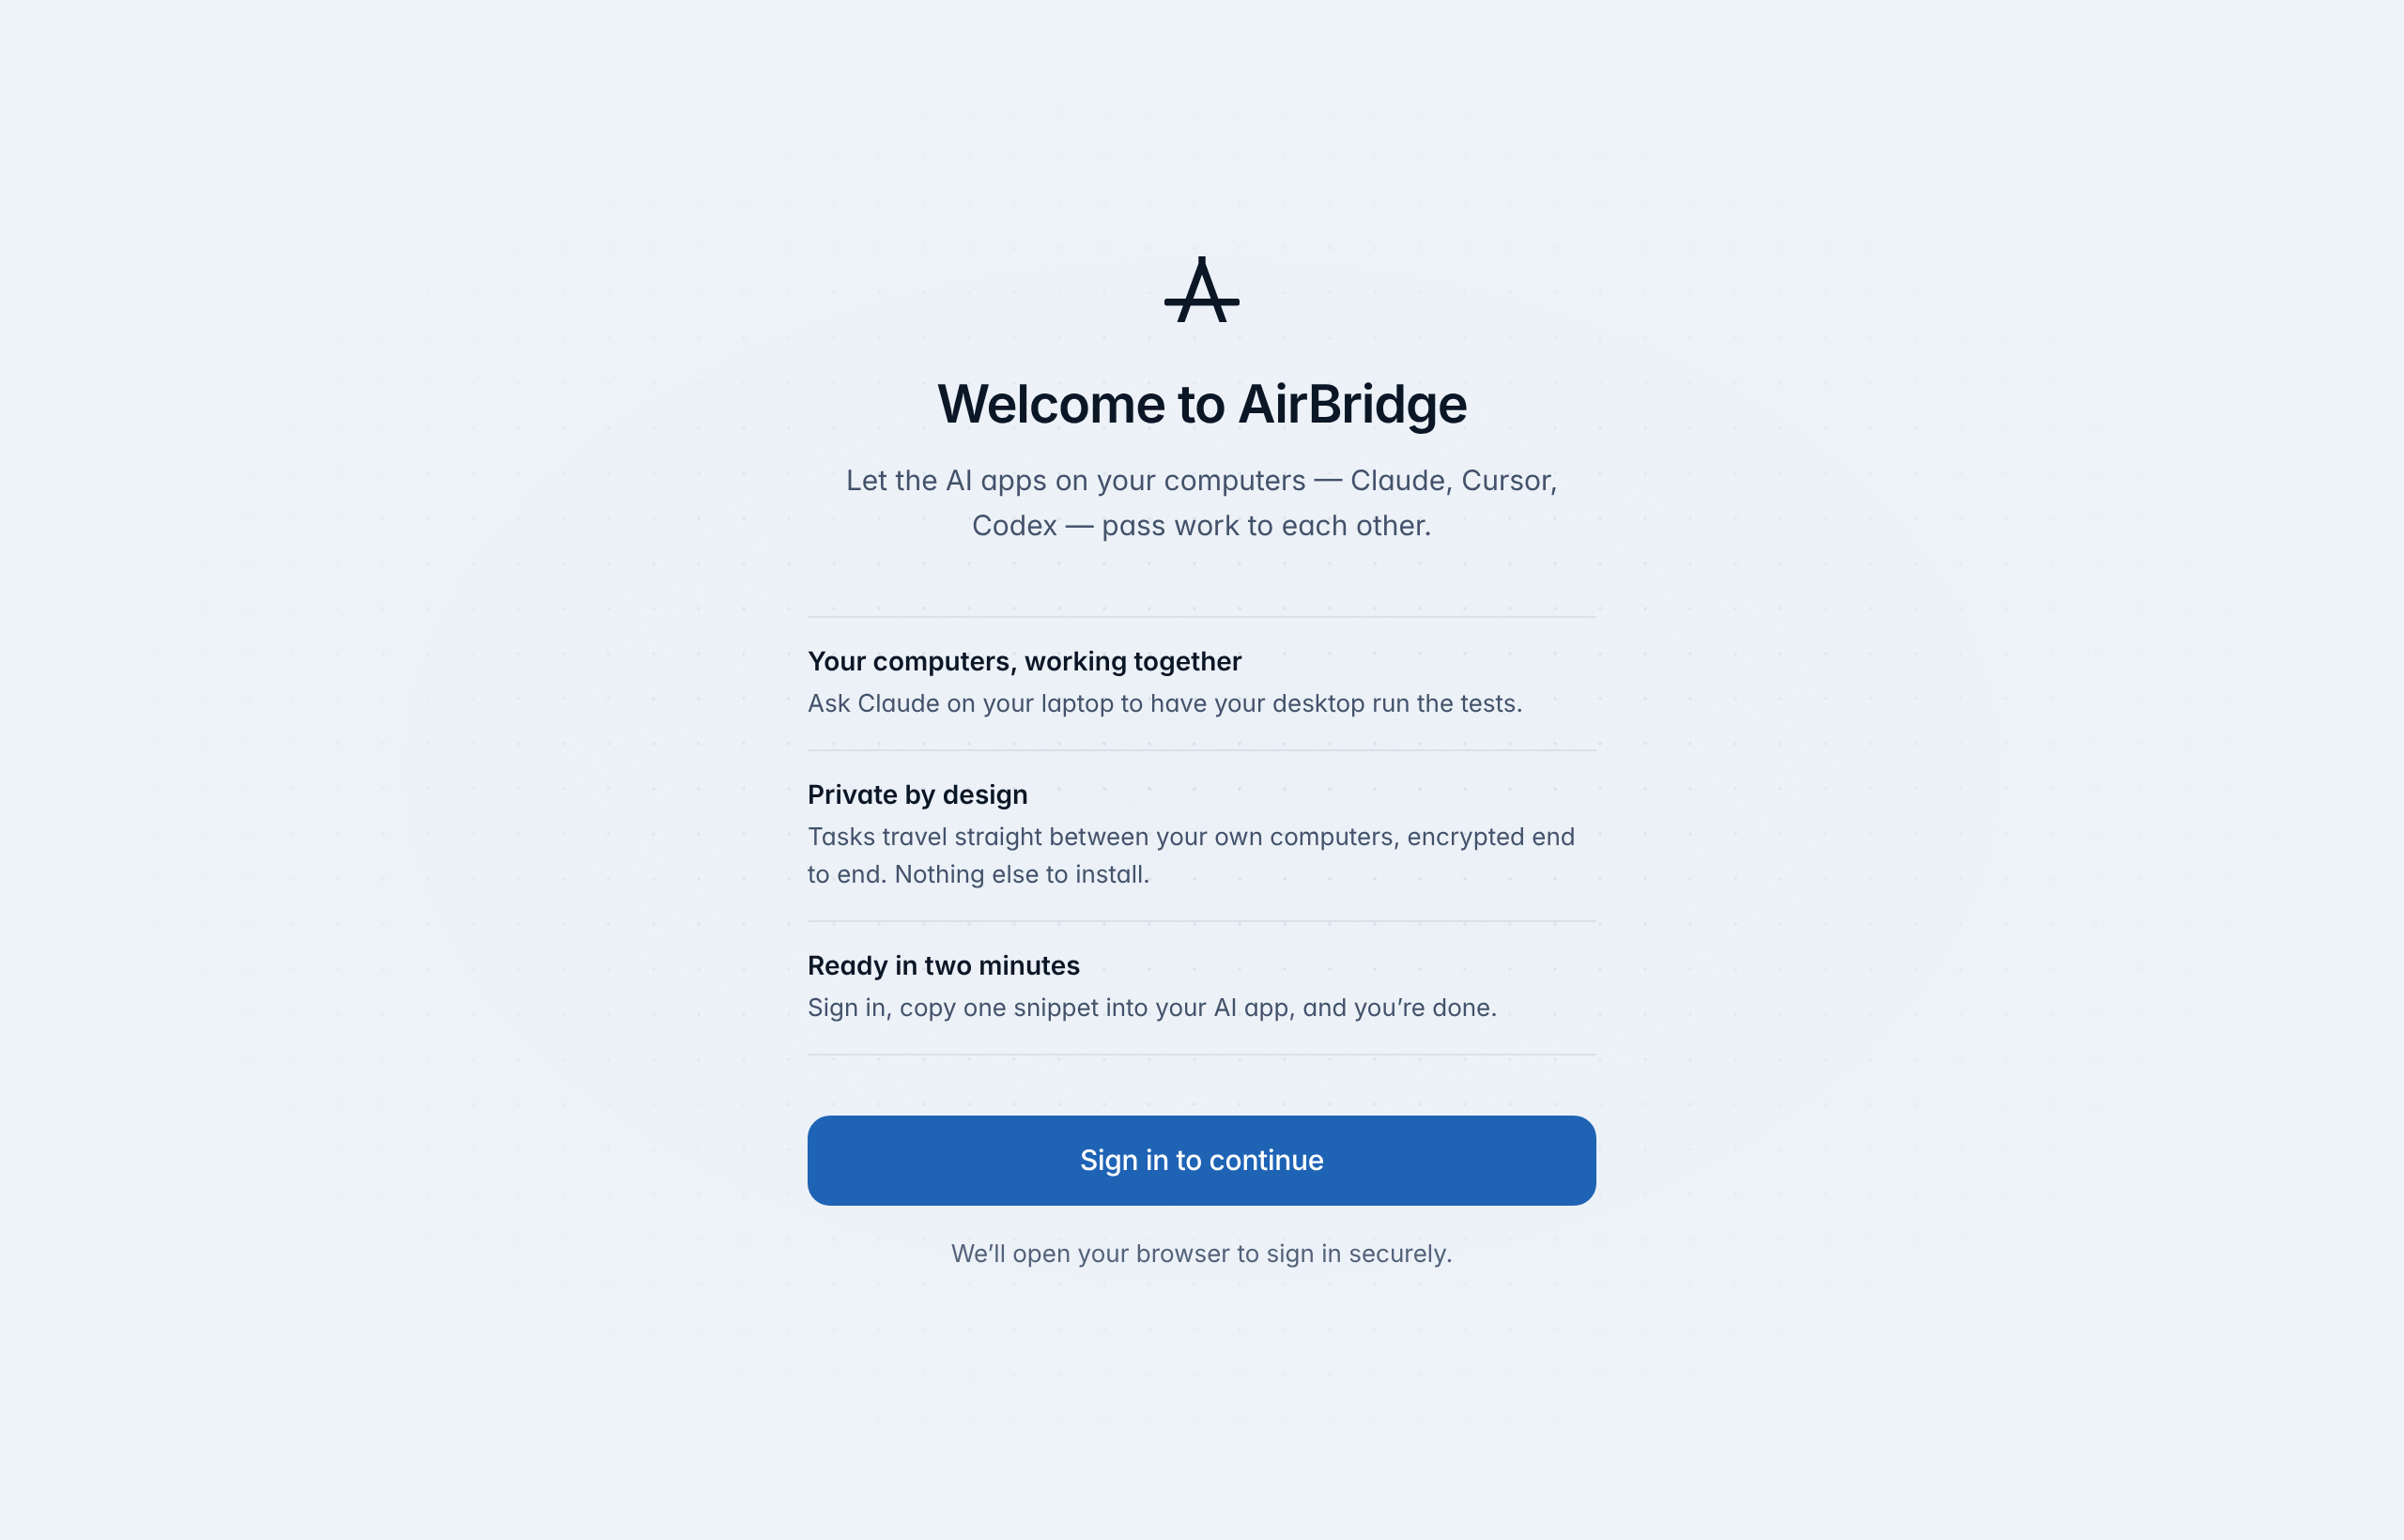 Welcome to AirBridge
Let the AI apps on your computers — Claude, Cursor,
Codex — pass work to each other.
Your computers, working together
Ask Claude on your laptop to have your desktop run the tests.
Private by design
Tasks travel straight between your own computers, encrypted end
to end. Nothing else to install.
Ready in two minutes
Sign in, copy one snippet into your AI app, and you’re done.
Sign in to continue
We’ll open your browser to sign in securely.